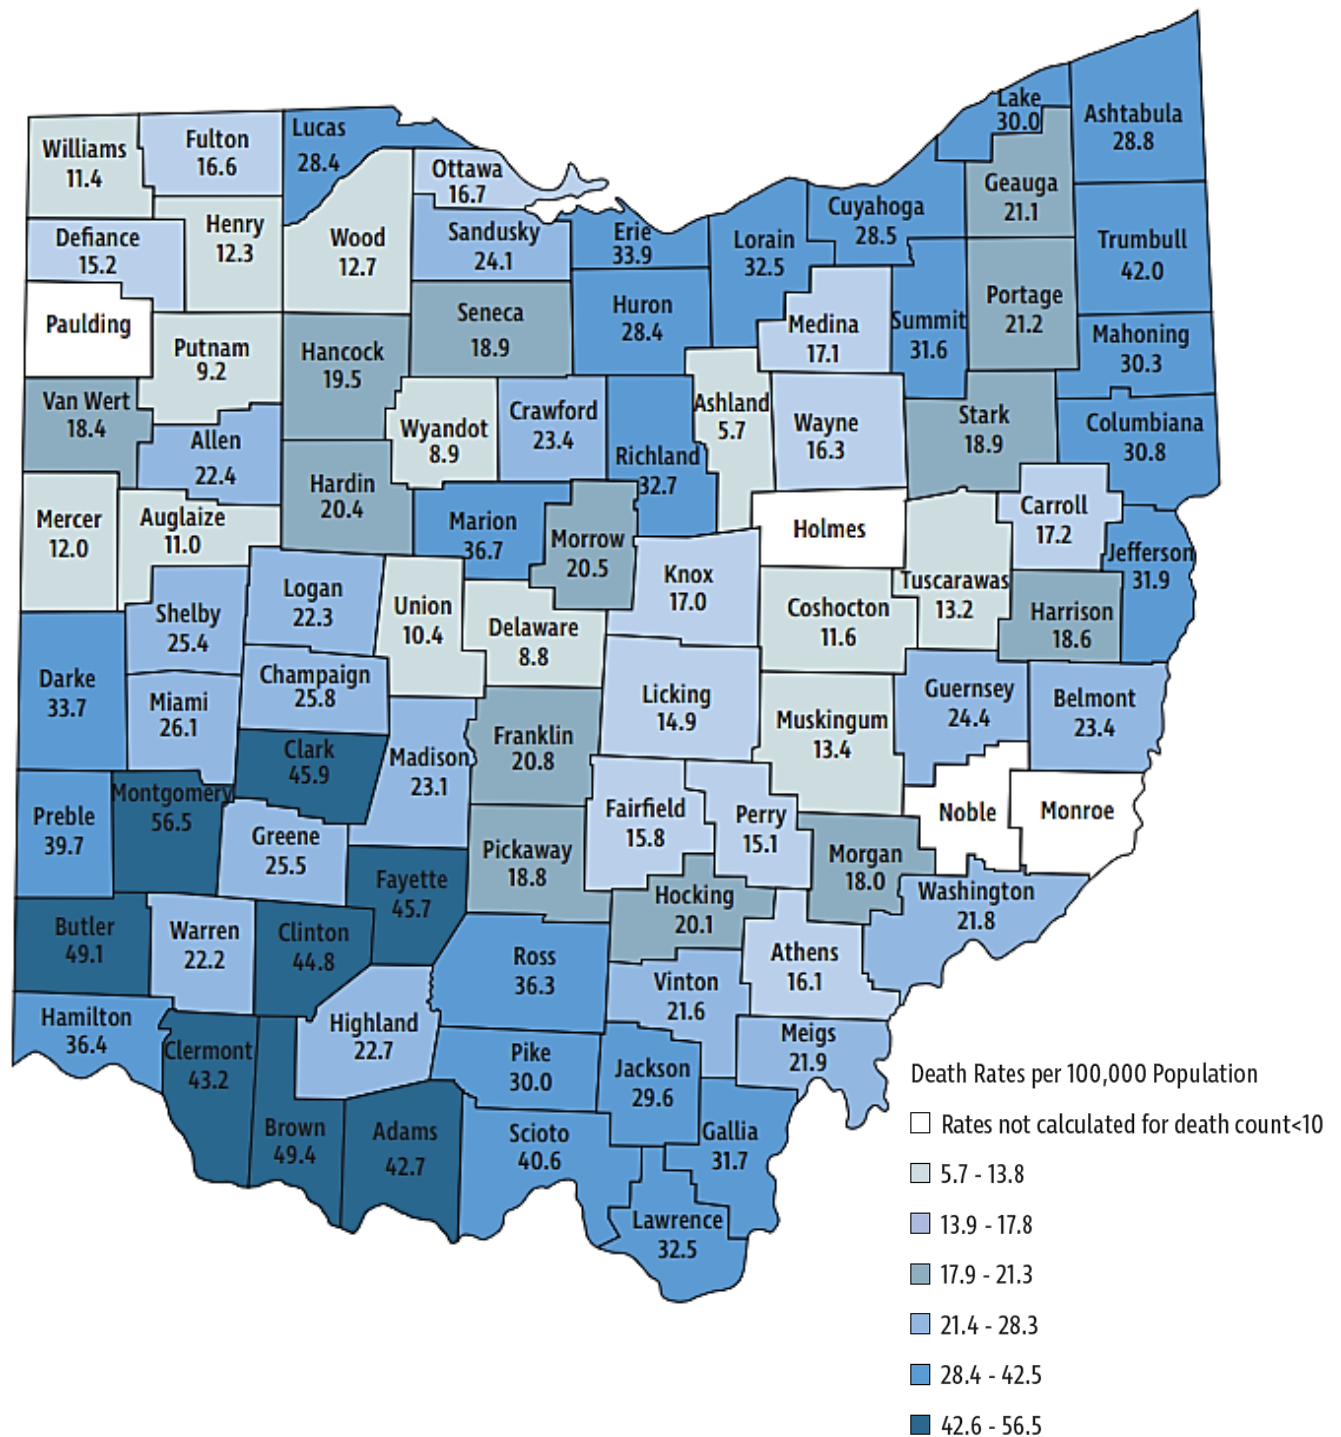 Lake
30.0
Ashtabula
28.8
Williams
11.4
Fulton
16.6
Lucas
28.4
Ottawa
16.7
Geauga
21.1
Defiance
15.2
Henry
12.3
Wood
12.7
Sandusky
24.1
Erie
33.9
Lorain
32.5
Cuyahoga
28.5
Trumbull
42.0
Paulding
Putnam
9.2
Hancock
19.5
Seneca
18.9
Huron
28.4
Medina
17.1
Summit
31.6
Portage
21.2
Mahoning
30.3
Van Wert
18.4
Allen
22.4
Wyandot
8.9
Crawford
23.4
Richland
32.7
Ashland
5.7
Wayne
16.3
Stark
18.9
Columbiana
30.8
Mercer
12.0
Auglaize
11.0
Hardin
20.4
Marion
36.7
Morrow
20.5
Holmes
Carroll
17.2
Jefferson
31.9
Shelby
25.4
Logan
22.3
Union
10.4
Delaware
8.8
Knox
17.0
Coshocton
11.6
Tuscarawas
13.2
Harrison
18.6
Darke
33.7
Miami
26.1
Champaign
25.8
Licking
14.9
Muskingum
13.4
Guernsey
24.4
Belmont
23.4
Clark
45.9
Madison
23.1
Franklin
20.8
Preble
39.7
Montgomery
56.5
Greene
25.5
Fayette
45.7
Pickaway
18.8
Fairfield
15.8
Perry
15.1
Morgan
18.0
Noble
Monroe
Butler
49.1
Warren
22.2
Clinton
44.8
Ross
36.3
Hocking
20.1
Athens
16.1
Washington
21.8
Hamilton
36.4
Clermont
43.2
Highland
22.7
Pike
30.0
Vinton
21.6
Jackson
29.6
Meigs
21.9
Brown
49.4
Adams
42.7
Scioto
40.6
Gallia
31.7
Lawrence
32.5
Death Rates per 100,000 Population
Rates not calculated for death count<10
5.7 - 13.8
13.9 - 17.8
17.9 - 21.3
21.4 - 28.3
28.4 - 42.5
42.6 - 56.5